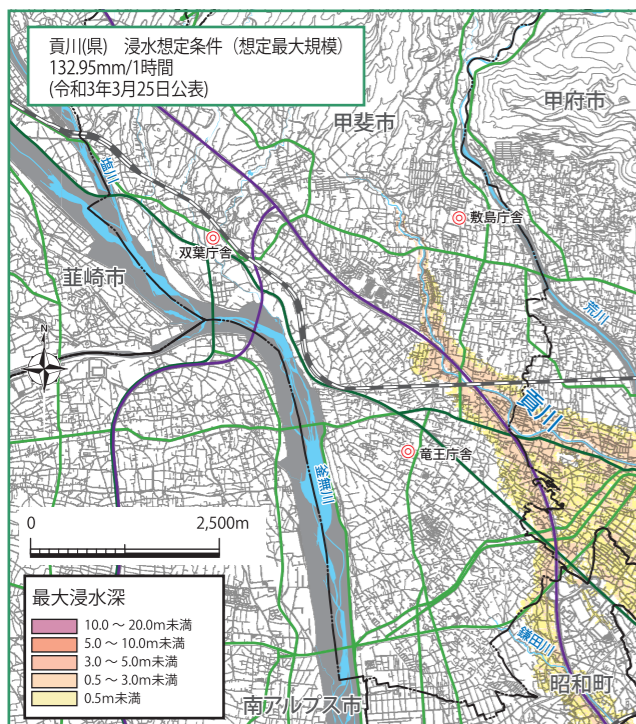 貢川(県) 浸水想定条件（想定最大規模）
132.95mm/1時間
(令和3年3月25日公表)
甲府市
甲斐市
塩川
敷島庁舎
双葉庁舎
韮崎市
荒川
N
貢川
竜王庁舎
釜無川
0 2,500m
最大浸水深
10.0 ～ 20.0m未満
5.0 ～ 10.0m未満
3.0 ～ 5.0m未満
0.5 ～ 3.0m未満
0.5m未満
鎌田川
昭和町
南アルプス市